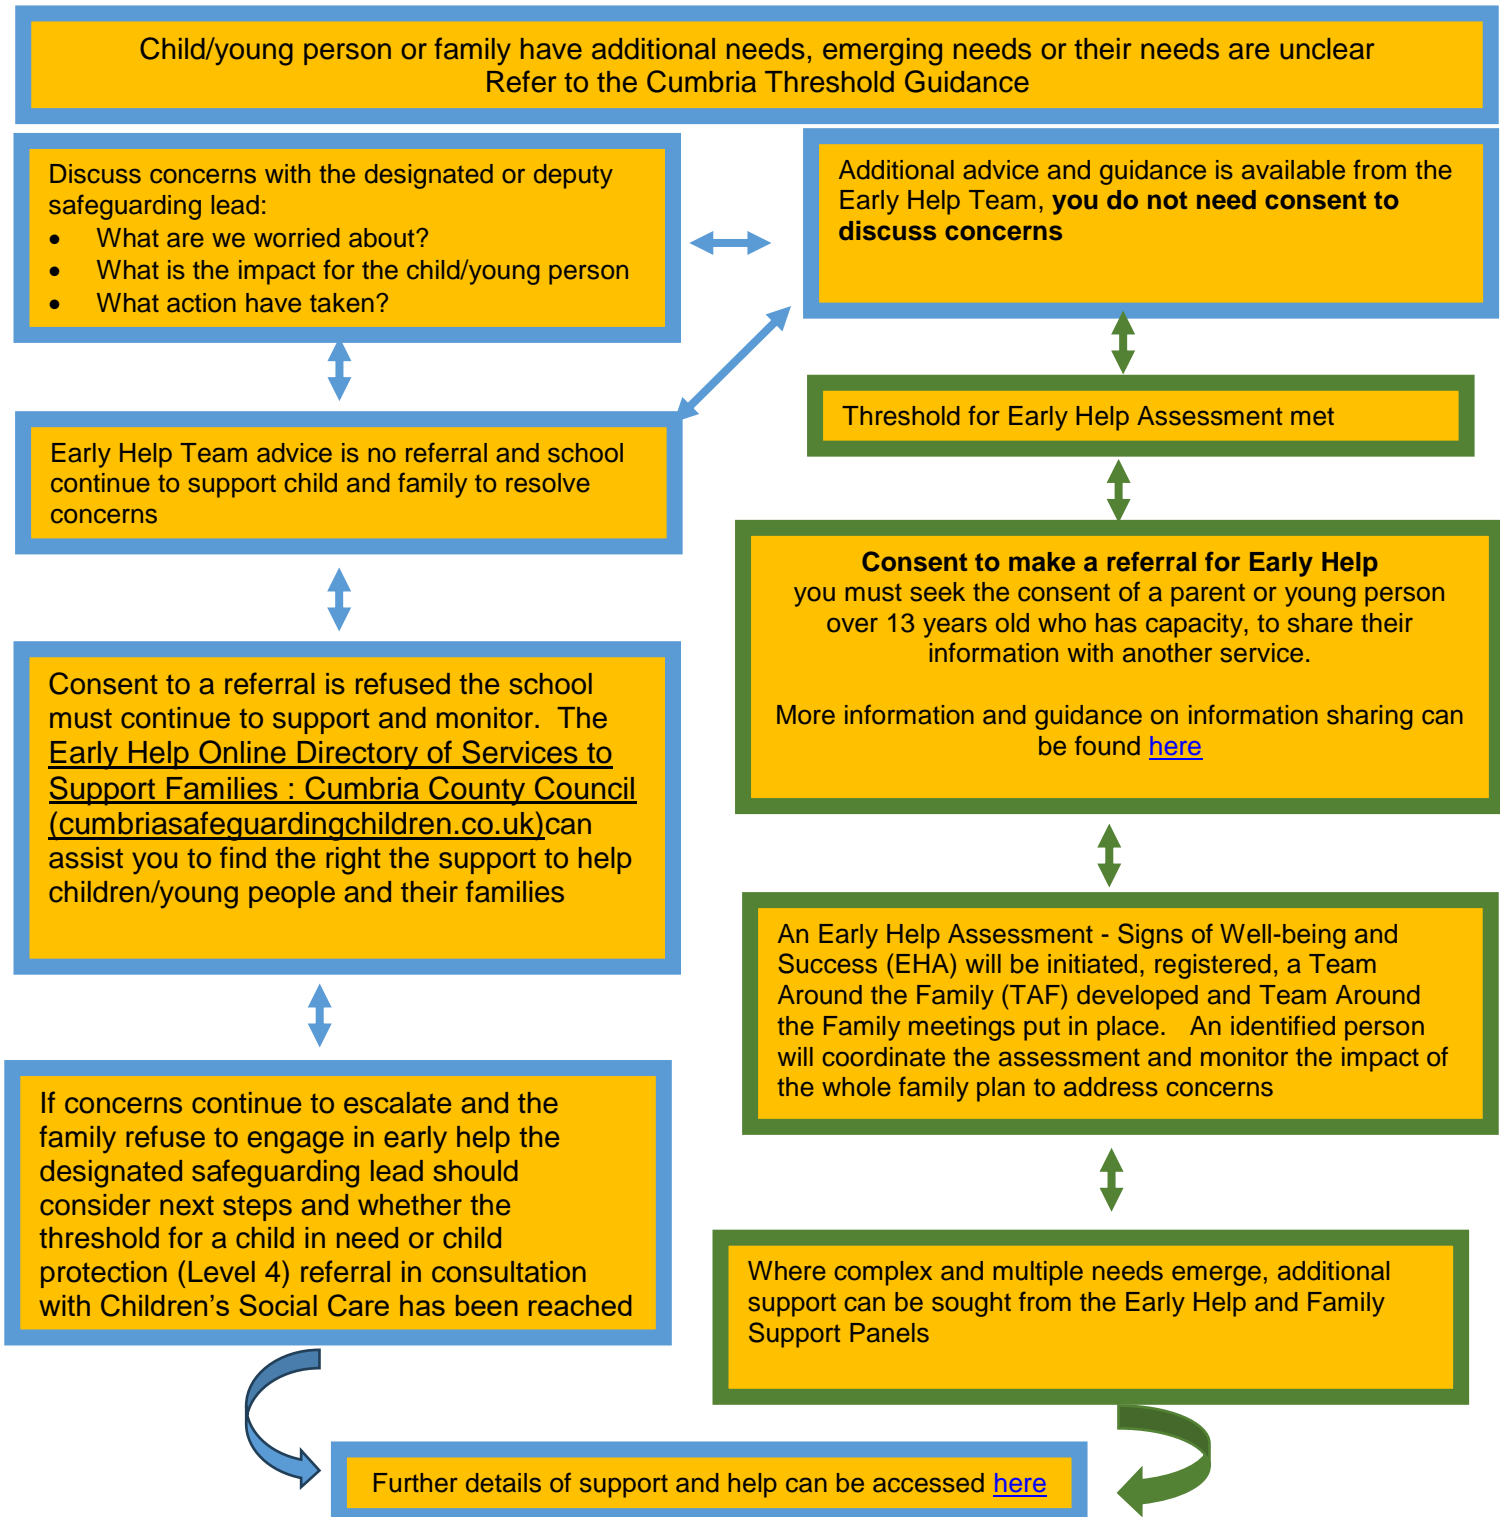 Child/young person or family have additional needs, emerging needs or their needs are unclear
Refer to the Cumbria Threshold Guidance
Discuss concerns with the designated or deputy
safeguarding lead:
• What are we worried about?
• What is the impact for the child/young person
• What action have taken?
Additional advice and guidance is available from the
Early Help Team, you do not need consent to
discuss concerns
Early Help Team advice is no referral and school
continue to support child and family to resolve
concerns
Threshold for Early Help Assessment met
Consent to make a referral for Early Help
you must seek the consent of a parent or young person
over 13 years old who has capacity, to share their
information with another service.
More information and guidance on information sharing can
be found here
Consent to a referral is refused the school
must continue to support and monitor. The
Early Help Online Directory of Services to
Support Families : Cumbria County Council
(cumbriasafeguardingchildren.co.uk)can
assist you to find the right the support to help
children/young people and their families
An Early Help Assessment - Signs of Well-being and
Success (EHA) will be initiated, registered, a Team
Around the Family (TAF) developed and Team Around
the Family meetings put in place. An identified person
will coordinate the assessment and monitor the impact of
the whole family plan to address concerns
If concerns continue to escalate and the
family refuse to engage in early help the
designated safeguarding lead should
consider next steps and whether the
threshold for a child in need or child
protection (Level 4) referral in consultation
with Children's Social Care has been reached
Where complex and multiple needs emerge, additional
support can be sought from the Early Help and Family
Support Panels
Further details of support and help can be accessed here